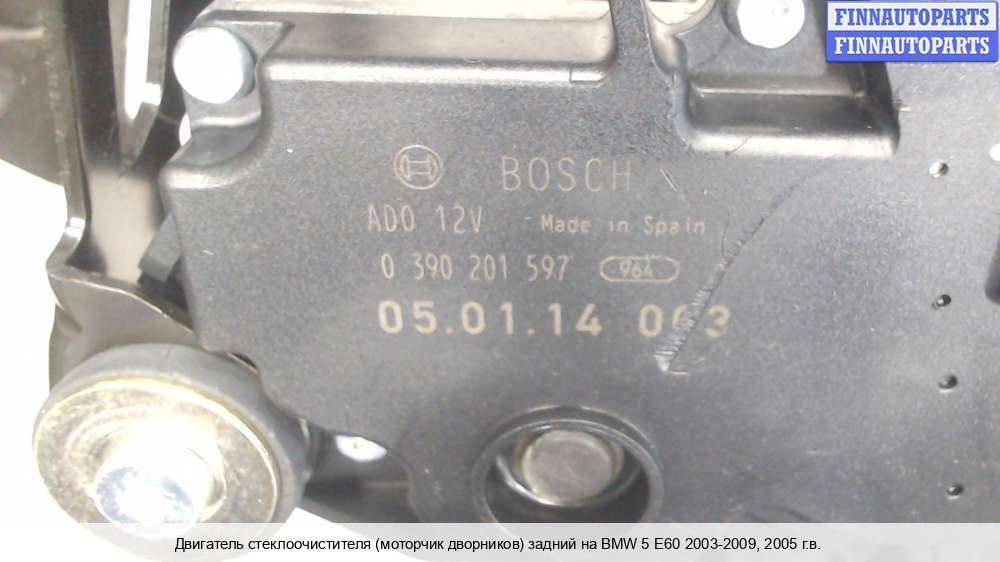 FINNAUTOPARTS
FINNAUTOPARTS
BOSCH
ADO 12V Made in Spain
0 390 201 597 964
05.01.14 003
Двигатель стеклоочистителя (моторчик дворников) задний на BMW 5 E60 2003-2009, 2005 г.в.